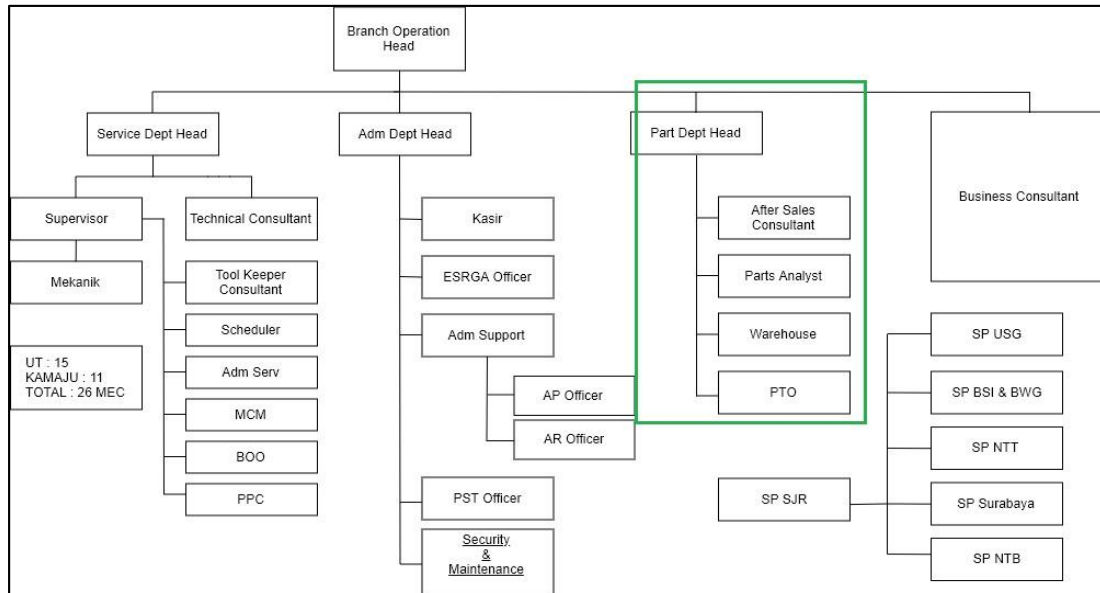 Branch Operation
Head
Service Dept Head
Adm Dept Head
Part Dept Head
Business Consultant
Supervisor
Technical Consultant
Mekanik
Tool Keeper
Consultant
Scheduler
Adm Serv
MCM
BOO
PPC
UT : 15
KAMAJU : 11
TOTAL : 26 MEC
Kasir
ESRGA Officer
Adm Support
AP Officer
AR Officer
PST Officer
Security
&
Maintenance
After Sales
Consultant
Parts Analyst
Warehouse
PTO
SP SJR
SP USG
SP BSI & BWG
SP NTT
SP Surabaya
SP NTB